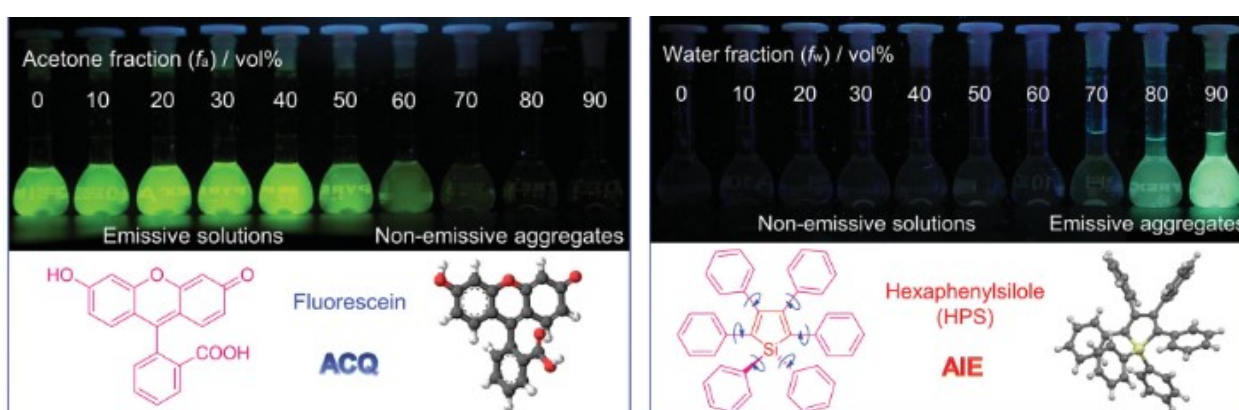 Acetone fraction (fa) / vol%
0 10 20 30 40 50 60 70 80 90
Emissive solutions Non-emissive aggregates
HO O O
COOH
Fluorescein
ACQ
Water fraction (fw) / vol%
0 10 20 30 40 50 60 70 80 90
Non-emissive solutions Emissive aggregates
Si
Hexaphenylsilole
(HPS)
AIE